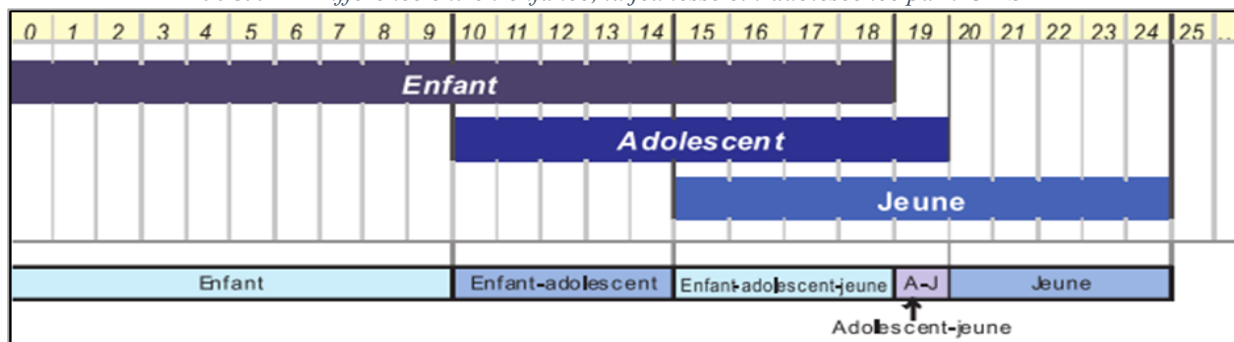 0 1 2 3 4 5 6 7 8 9 10 11 12 13 14 15 16 17 18 19 20 21 22 23 24 25 ...
Enfant
Adolescent
Jeune
Enfant Enfant-adolescent Enfant-adolescent-jeune A-J Jeune
Adolescent-jeune